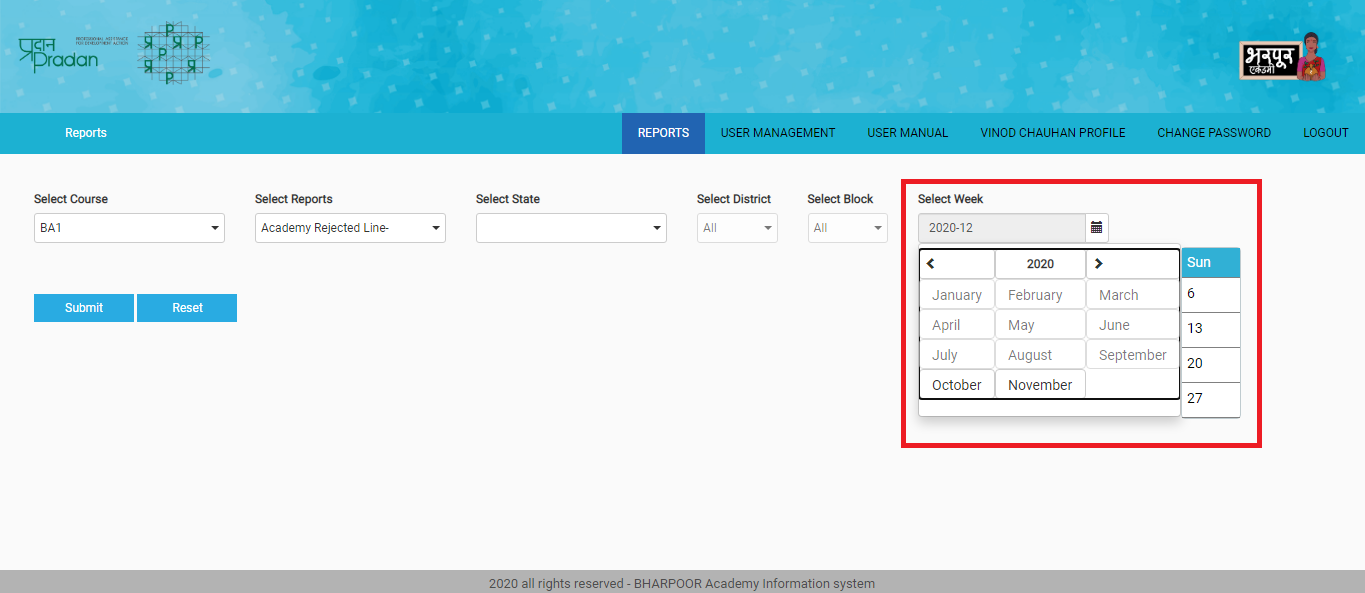 प्रदान
Pradan
PROFESSIONAL ASSISTANCE
FOR DEVELOPMENT ACTION
P
P P P
P
भरपूर
एकेडमी
Reports
REPORTS USER MANAGEMENT USER MANUAL VINOD CHAUHAN PROFILE CHANGE PASSWORD LOGOUT
Select Course Select Reports Select State Select District Select Block Select Week
BA1 Academy Rejected Line- All All 2020-12
2020 Sun
January February March 6
April May June 13
July August September 20
October November 27
Submit Reset
2020 all rights reserved - BHARPOOR Academy Information system